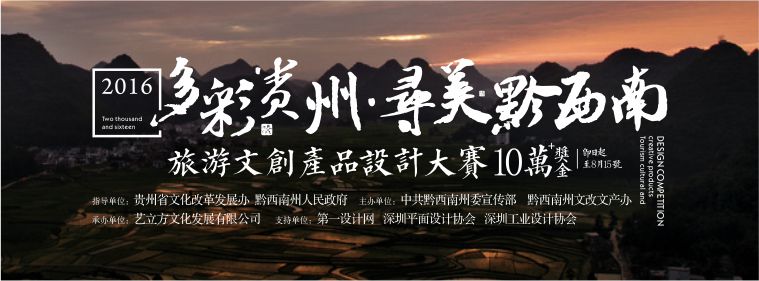 2016
Two thousand
and sixteen
多彩贵州·尋美黔西南
旅游文創產品設計大賽10萬+獎金
即日起
至8月15號
DESIGN COMPETITION
creative products
Tourism cultural and
指导单位：贵州省文化改革发展办 黔西南州人民政府 主办单位：中共黔西南州委宣传部 黔西南州文改文产办
承办单位：艺立方文化发展有限公司 支持单位：第一设计网 深圳平面设计协会 深圳工业设计协会